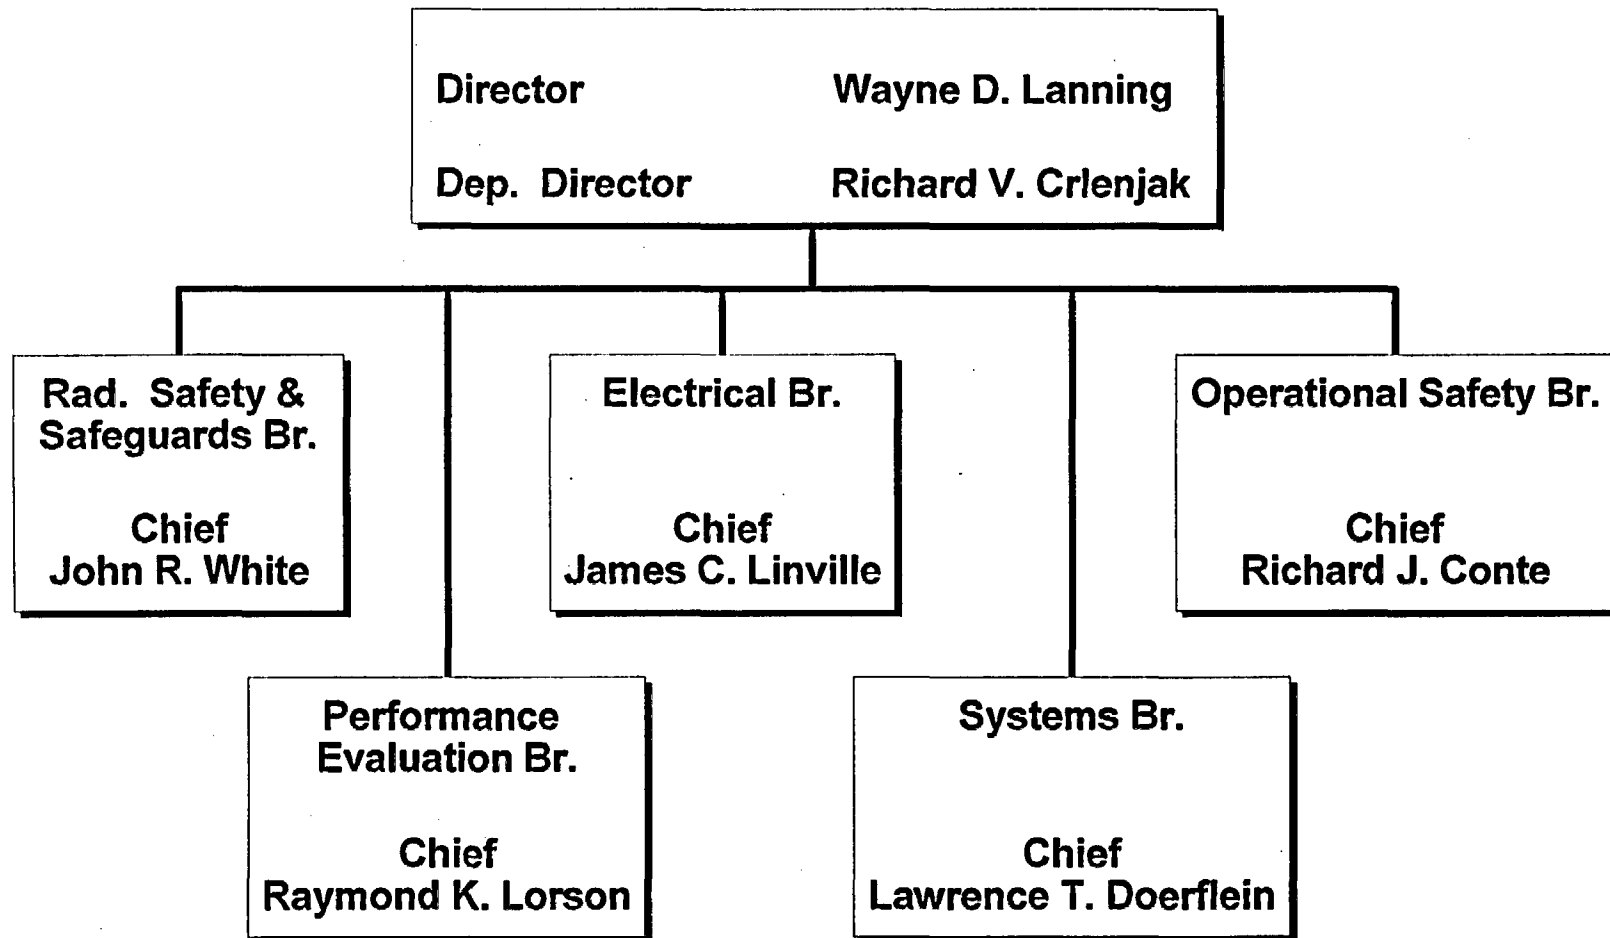 Director Wayne D. Lanning
Dep. Director Richard V. Crlenjak
Rad. Safety &
Safeguards Br.
Chief
John R. White
Electrical Br.
Chief
James C. Linville
Operational Safety Br.
Chief
Richard J. Conte
Performance
Evaluation Br.
Chief
Raymond K. Lorson
Systems Br.
Chief
Lawrence T. Doerflein